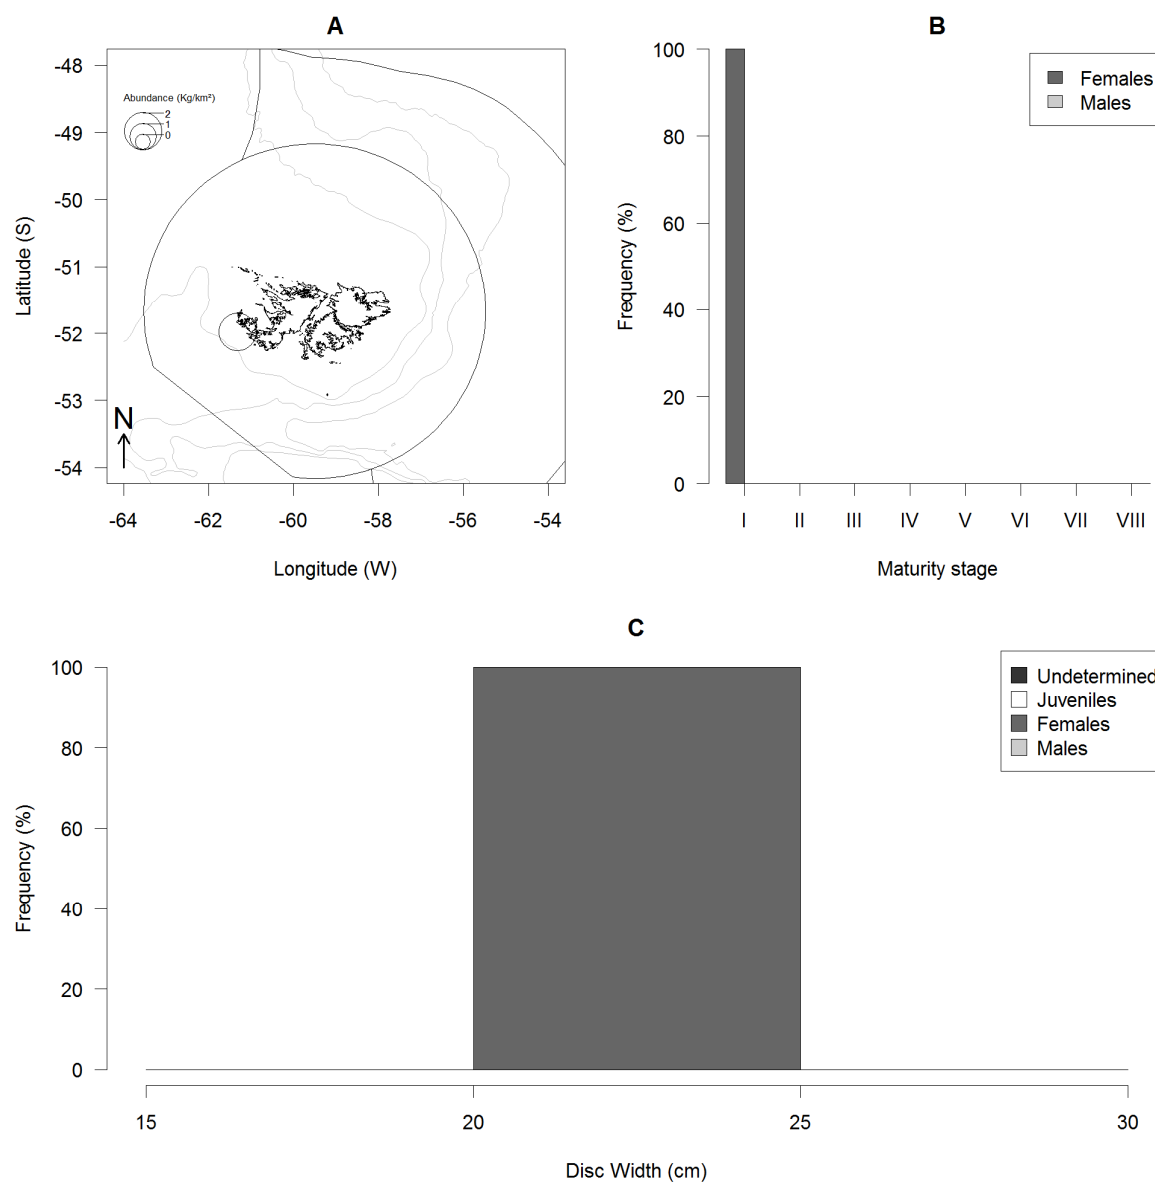 A
Abundance (Kg/km²)
2
1
0
-48
-49
-50
-51
-52
-53
-54
Latitude (S)
N
-64
-62
-60
-58
-56
-54
Longitude (W)
B
100
80
60
40
20
0
Frequency (%)
Females
Males
I
II
III
IV
V
VI
VII
VIII
Maturity stage
C
100
80
60
40
20
0
Frequency (%)
Undetermined
Juveniles
Females
Males
15
20
25
30
Disc Width (cm)